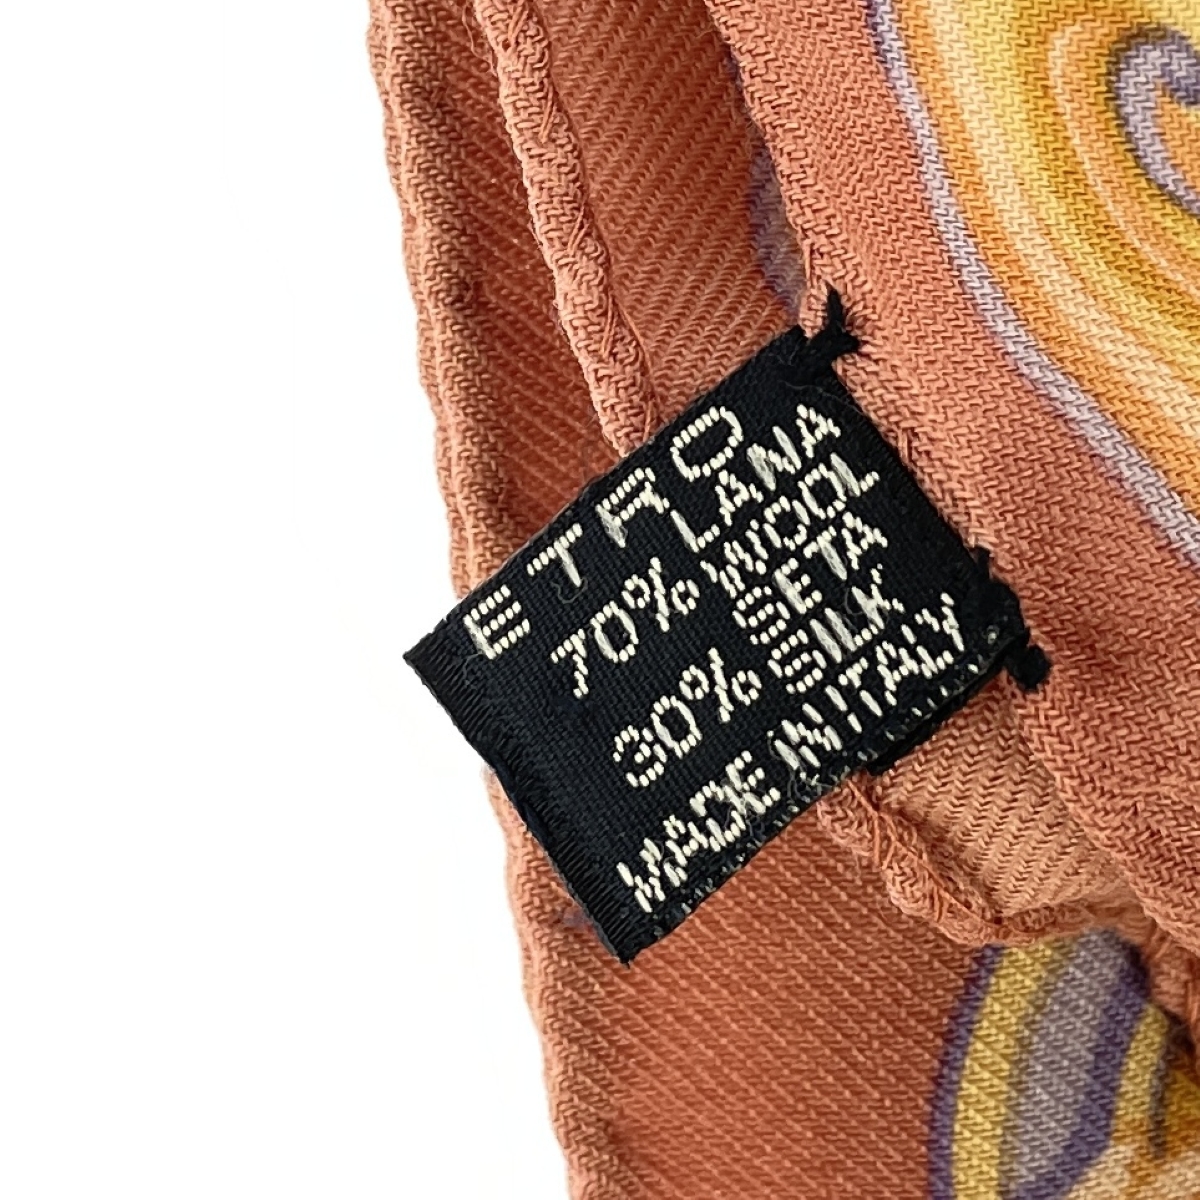 ETRO
70% LANA
WOOL
30% SETA
SILK
MADE IN ITALY